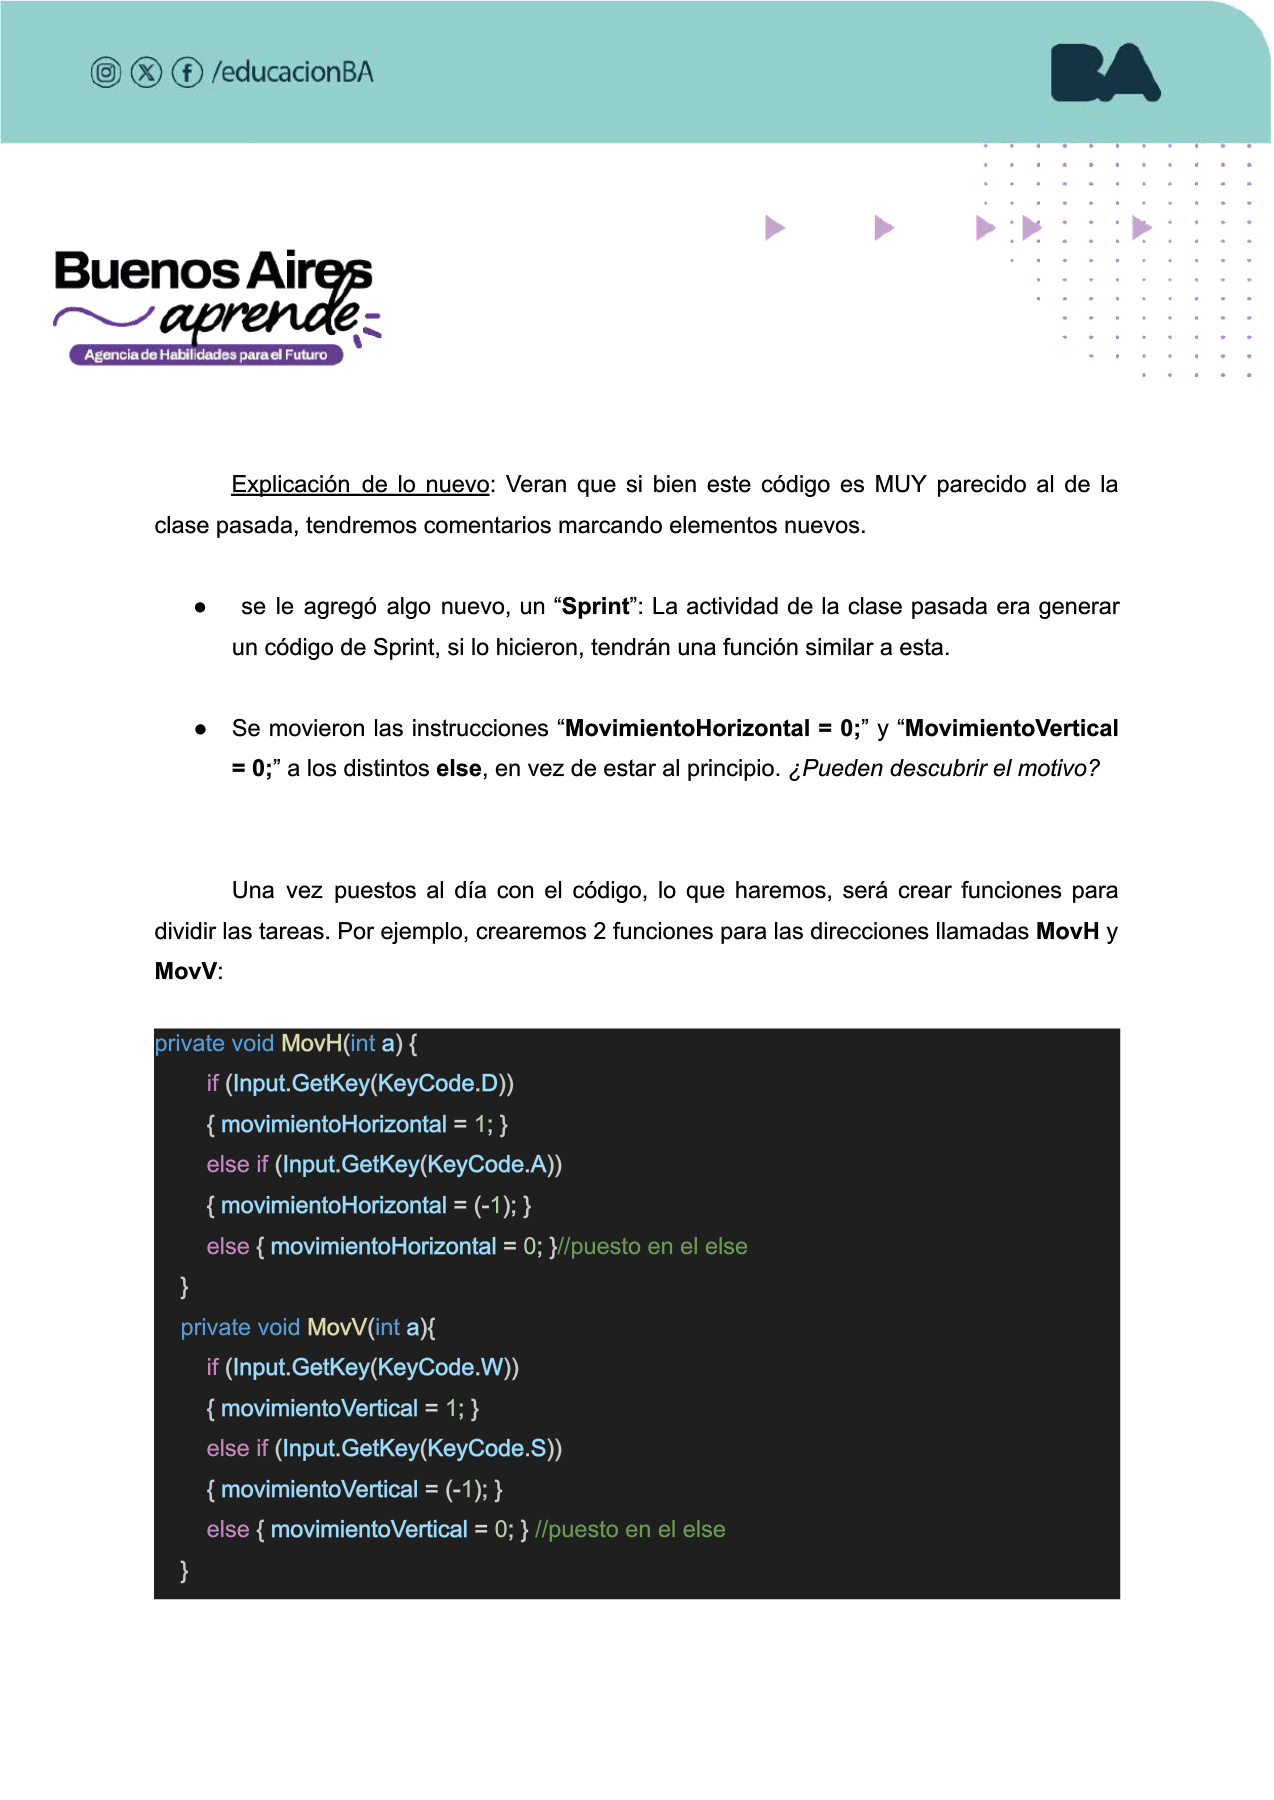 /educacionBA
BA
Buenos Aires
aprende
Agencia de Habilidades para el Futuro
Explicación de lo nuevo: Veran que si bien este código es MUY parecido al de la
clase pasada, tendremos comentarios marcando elementos nuevos.
● se le agregó algo nuevo, un “Sprint”: La actividad de la clase pasada era generar
un código de Sprint, si lo hicieron, tendrán una función similar a esta.
● Se movieron las instrucciones “MovimientoHorizontal = 0;” y “MovimientoVertical
= 0;” a los distintos else, en vez de estar al principio. ¿Pueden descubrir el motivo?
Una vez puestos al día con el código, lo que haremos, será crear funciones para
dividir las tareas. Por ejemplo, crearemos 2 funciones para las direcciones llamadas MovH y
MovV:
private void MovH(int a) {
if (Input.GetKey(KeyCode.D))
{ movimientoHorizontal = 1; }
else if (Input.GetKey(KeyCode.A))
{ movimientoHorizontal = (-1); }
else { movimientoHorizontal = 0; }//puesto en el else
}
private void MovV(int a){
if (Input.GetKey(KeyCode.W))
{ movimientoVertical = 1; }
else if (Input.GetKey(KeyCode.S))
{ movimientoVertical = (-1); }
else { movimientoVertical = 0; } //puesto en el else
}